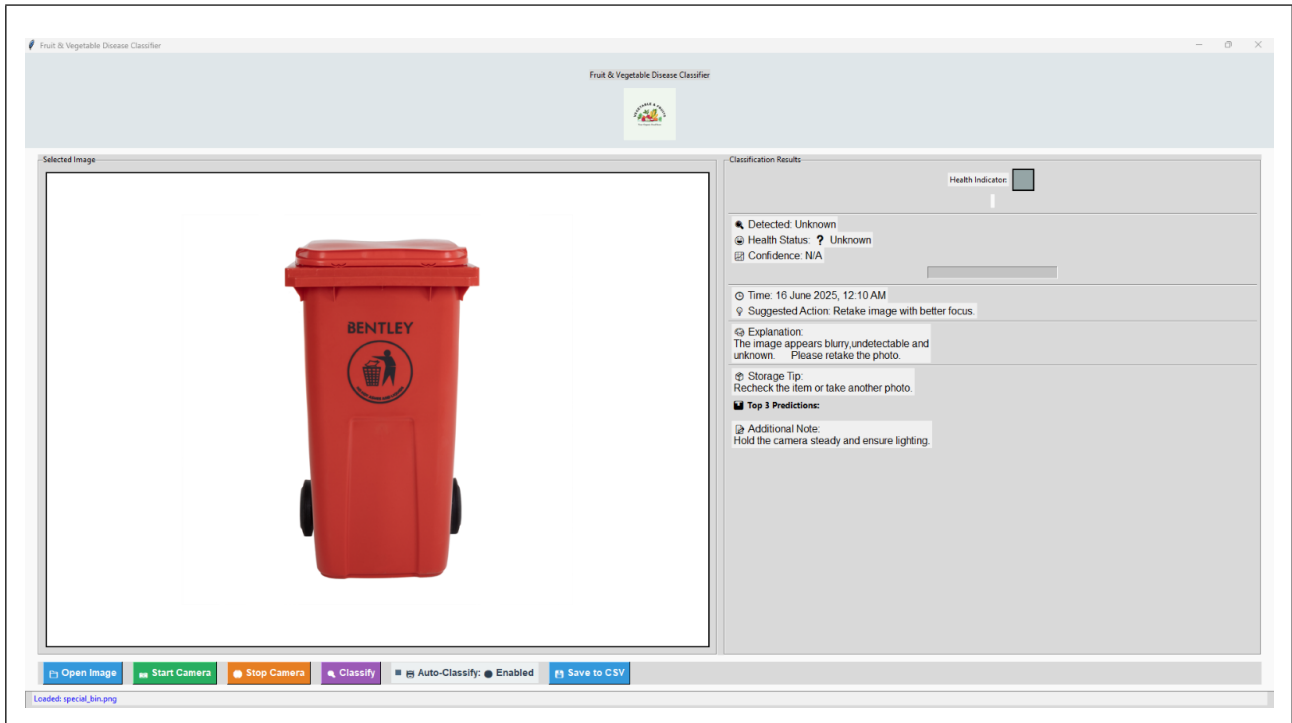 Fruit & Vegetable Disease Classifier
Fruit & Vegetable Disease Classifier
VEGETABLE & FRUITS
Selected Image
BENTLEY
Classification Results
Health Indicator:
Detected: Unknown
Health Status: ? Unknown
Confidence: N/A
Time: 16 June 2025, 12:10 AM
Suggested Action: Retake image with better focus.
Explanation:
The image appears blurry,undetectable and
unknown. Please retake the photo.
Storage Tip:
Recheck the item or take another photo.
Top 3 Predictions:
Additional Note:
Hold the camera steady and ensure lighting.
Open Image
Start Camera
Stop Camera
Classify
Auto-Classify: Enabled
Save to CSV
Loaded: special_bin.png